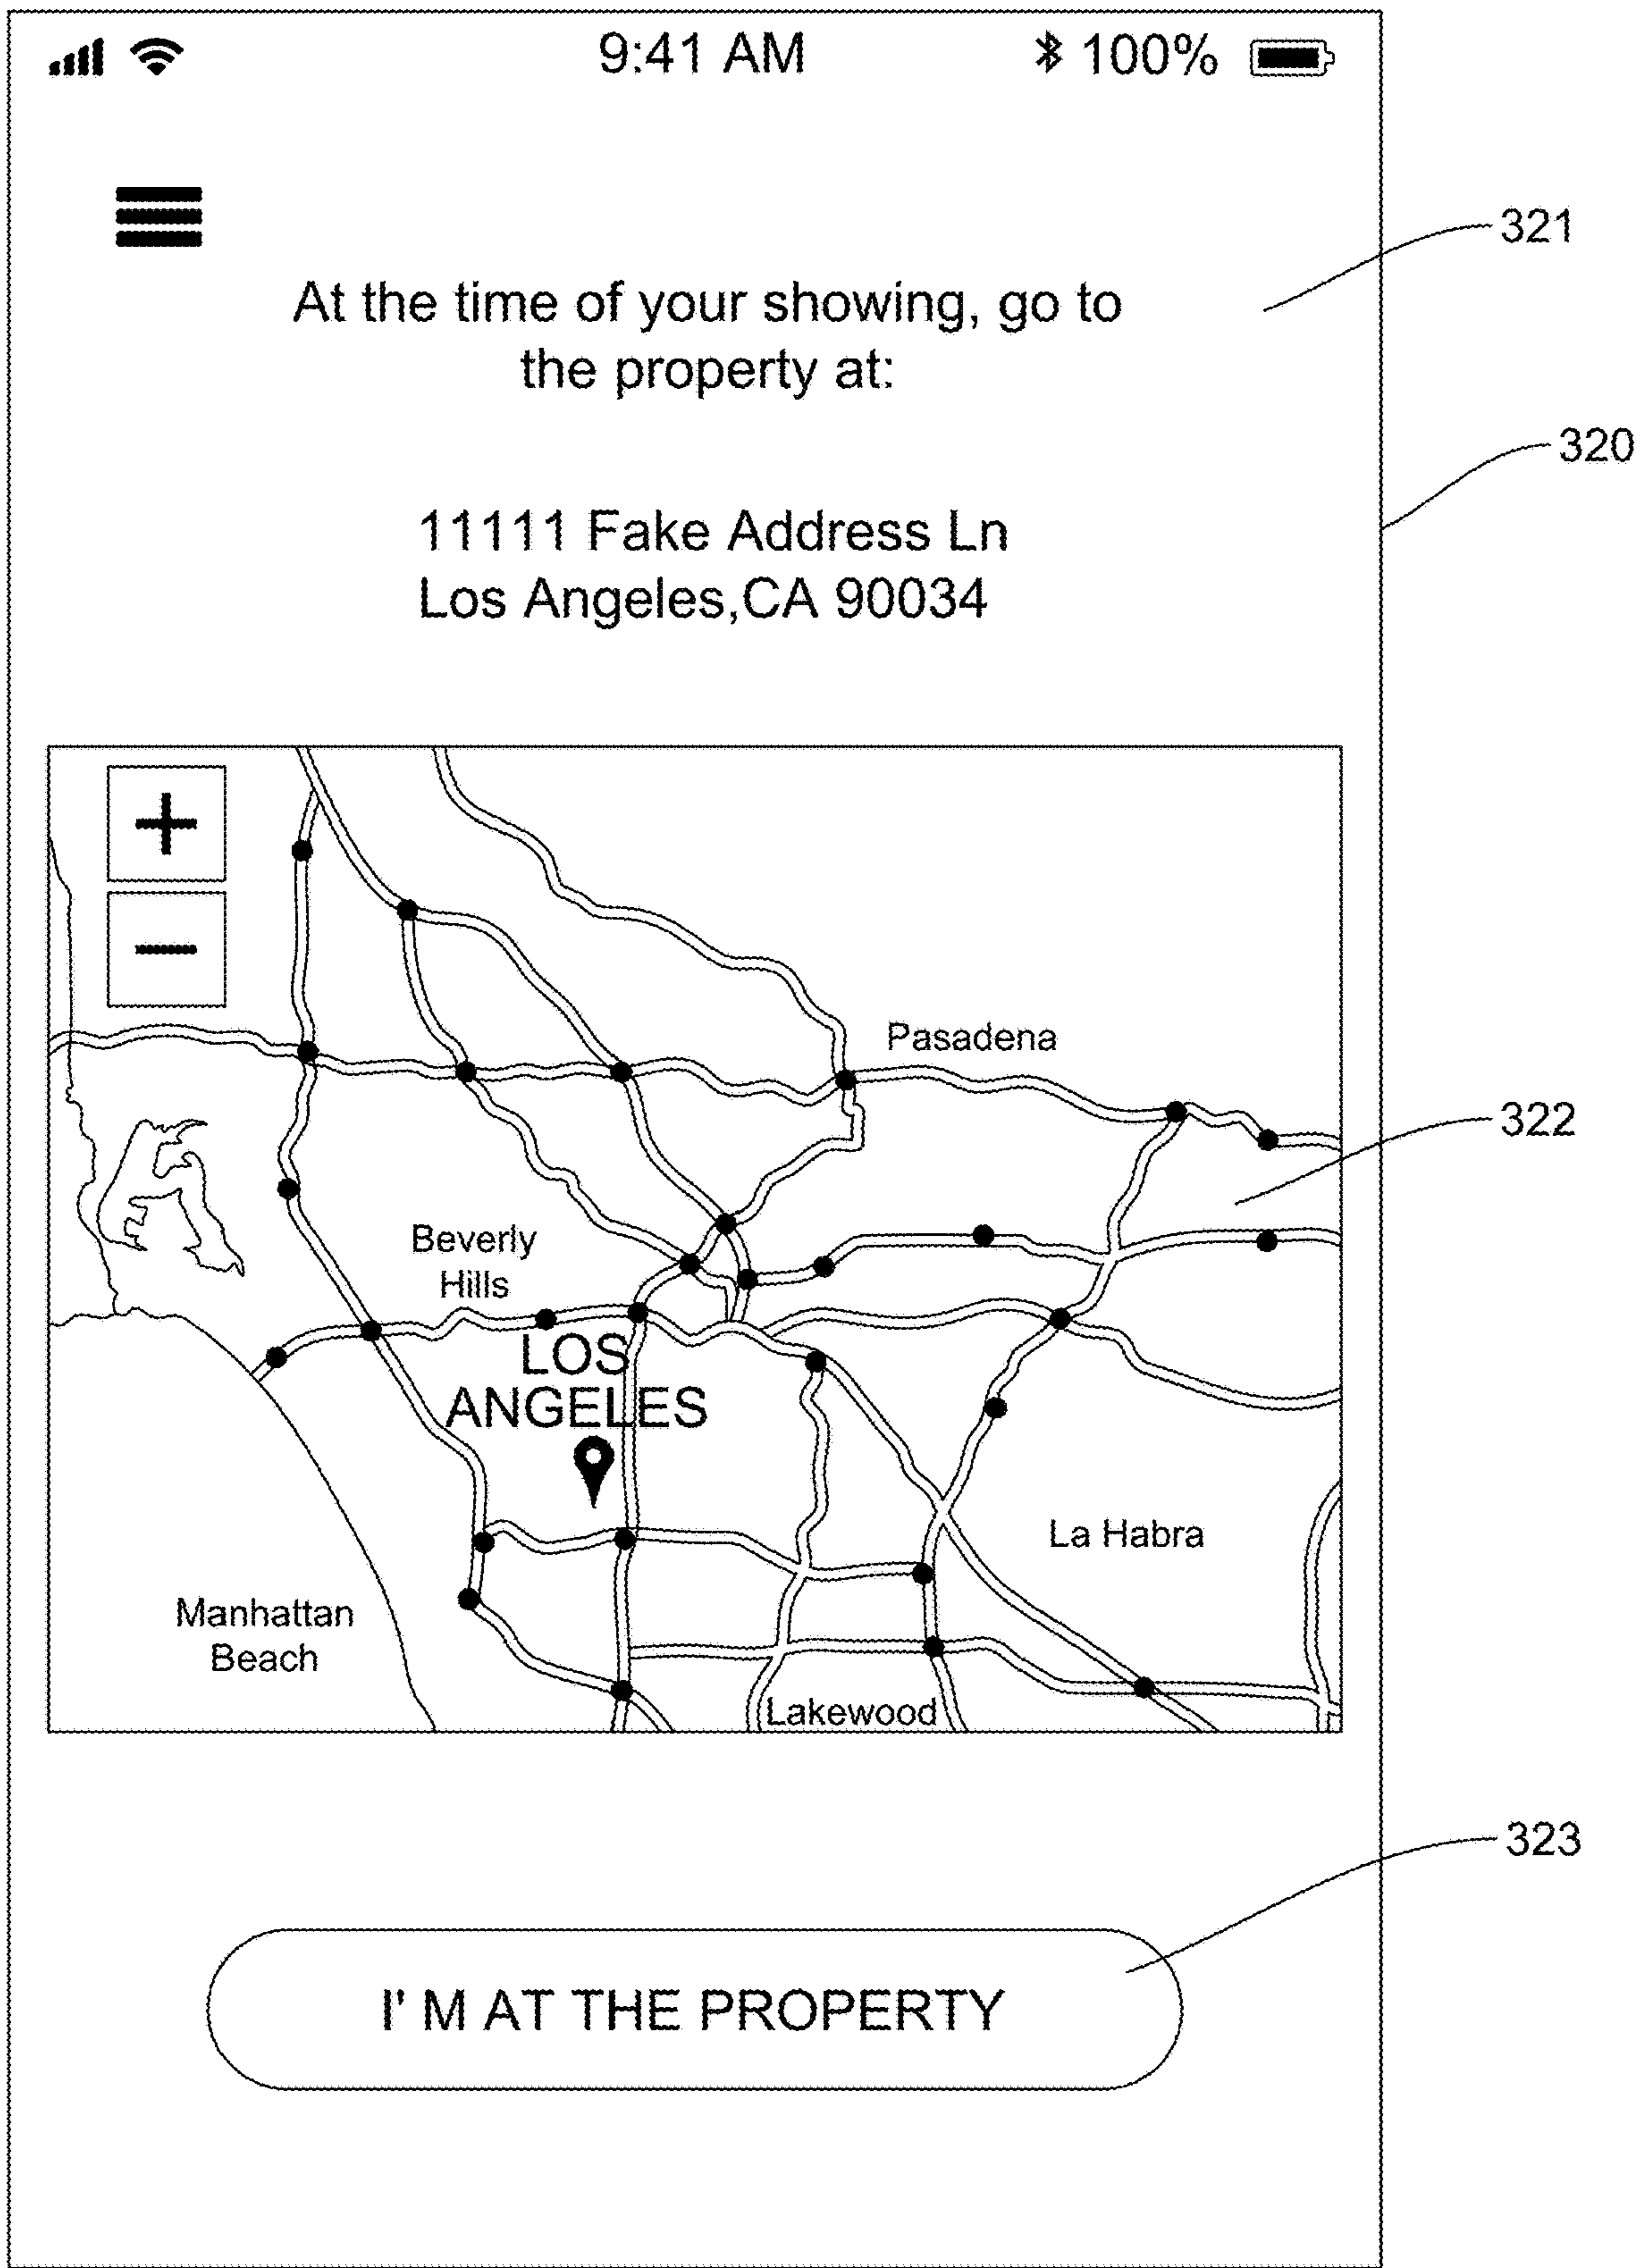 9:41 AM
100%
321
At the time of your showing, go to
the property at:
320
11111 Fake Address Ln
Los Angeles,CA 90034
+
−
Pasadena
322
Beverly
Hills
LOS
ANGELES
La Habra
Manhattan
Beach
Lakewood
323
I' M AT THE PROPERTY